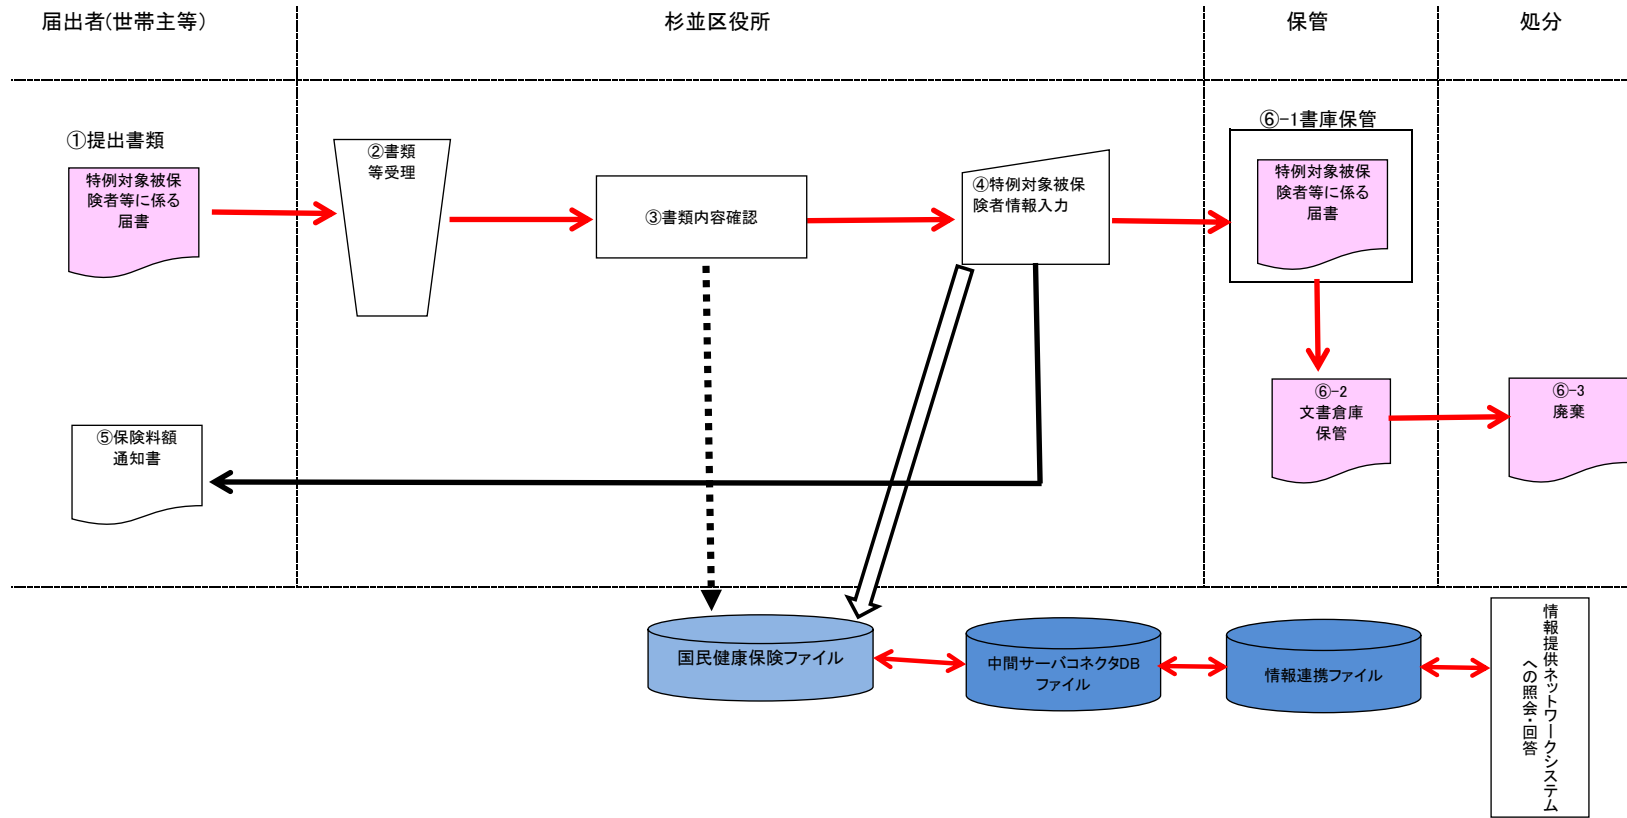 届出者(世帯主等)
杉並区役所
保管
処分
①提出書類
特例対象被保
険者等に係る
届書
②書類
等受理
③書類内容確認
④特例対象被保
険者情報入力
⑥-1書庫保管
特例対象被保
険者等に係る
届書
⑥-2
文書倉庫
保管
⑥-3
廃棄
⑤保険料額
通知書
国民健康保険ファイル
中間サーバコネクタDB
ファイル
情報連携ファイル
情報提供ネットワークシステム
への照会・回答